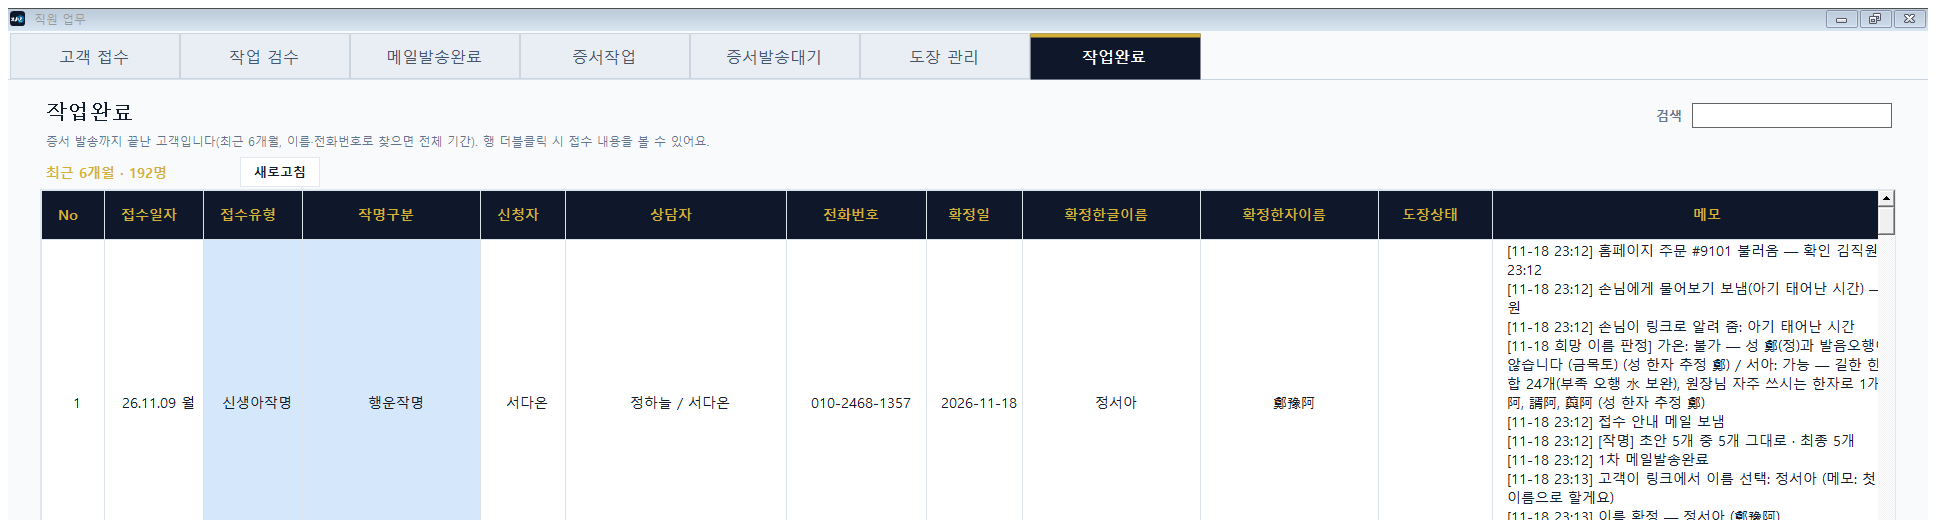 직원 업무
고객 접수 작업 검수 메일발송완료 증서작업 증서발송대기 도장 관리 작업완료
작업완료
검색
증서 발송까지 끝난 고객입니다(최근 6개월, 이름·전화번호로 찾으면 전체 기간). 행 더블클릭 시 접수 내용을 볼 수 있어요.
최근 6개월 · 192명 새로고침
No 접수일자 접수유형 작명구분 신청자 상담자 전화번호 확정일 확정한글이름 확정한자이름 도장상태 메모
1 26.11.09 월 신생아작명 행운작명 서다온 정하늘 / 서다온 010-2468-1357 2026-11-18 정서아 鄭豫阿
[11-18 23:12] 홈페이지 주문 #9101 불러옴 — 확인 김직원
23:12
[11-18 23:12] 손님에게 물어보기 보냄(아기 태어난 시간) —
원
[11-18 23:12] 손님이 링크로 알려 줌: 아기 태어난 시간
[11-18 희망 이름 판정] 가온: 불가 — 성 鄭(정)과 발음오행이
않습니다 (금목토) (성 한자 추정 鄭) / 서아: 가능 — 길한 한
합 24개(부족 오행 水 보완), 원장님 자주 쓰시는 한자로 1가
阿, 諝阿, 阿 (성 한자 추정 鄭)
[11-18 23:12] 접수 안내 메일 보냄
[11-18 23:12] [작명] 초안 5개 중 5개 그대로 · 최종 5개
[11-18 23:12] 1차 메일발송완료
[11-18 23:13] 고객이 링크에서 이름 선택: 정서아 (메모: 첫
이름으로 할게요)
[11-18 23:13] 이름 확정 — 정서아 (鄭豫阿)